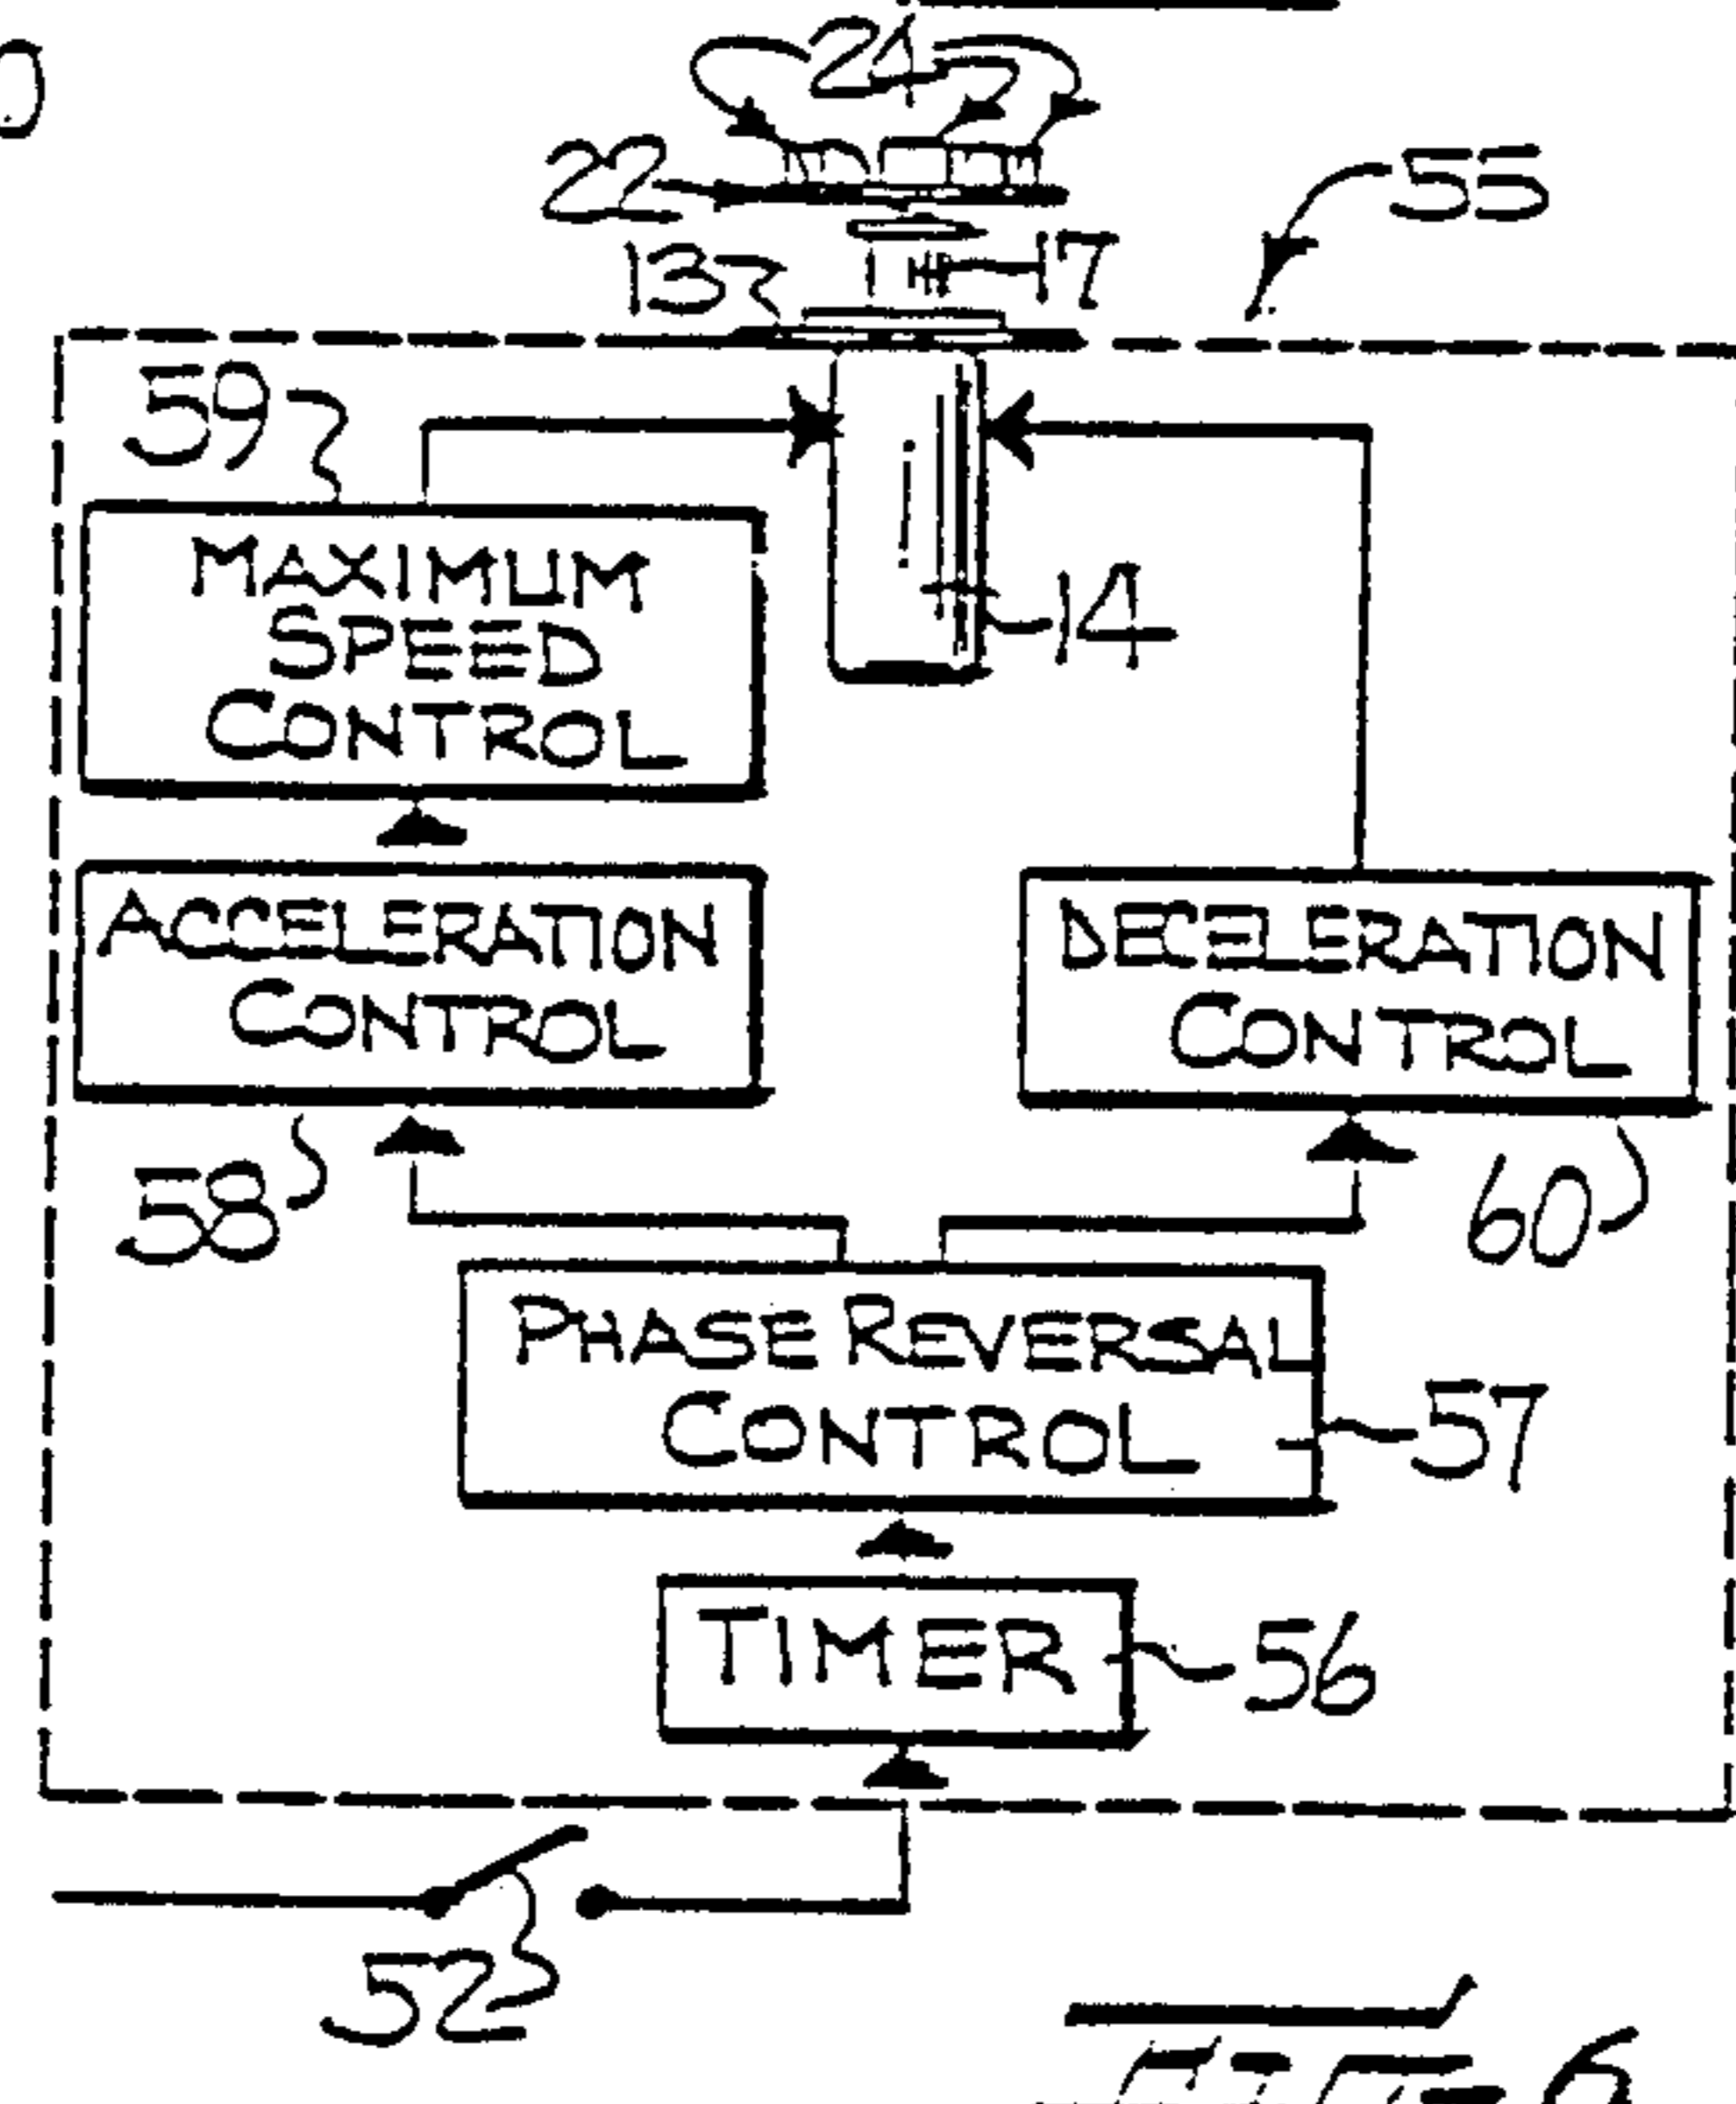 24
22
55
13
17
59
MAXIMUM
SPEED
CONTROL
14
ACCELERATION
CONTROL
DECELERATION
CONTROL
58
60
PHASE REVERSAL
CONTROL
57
TIMER
56
52